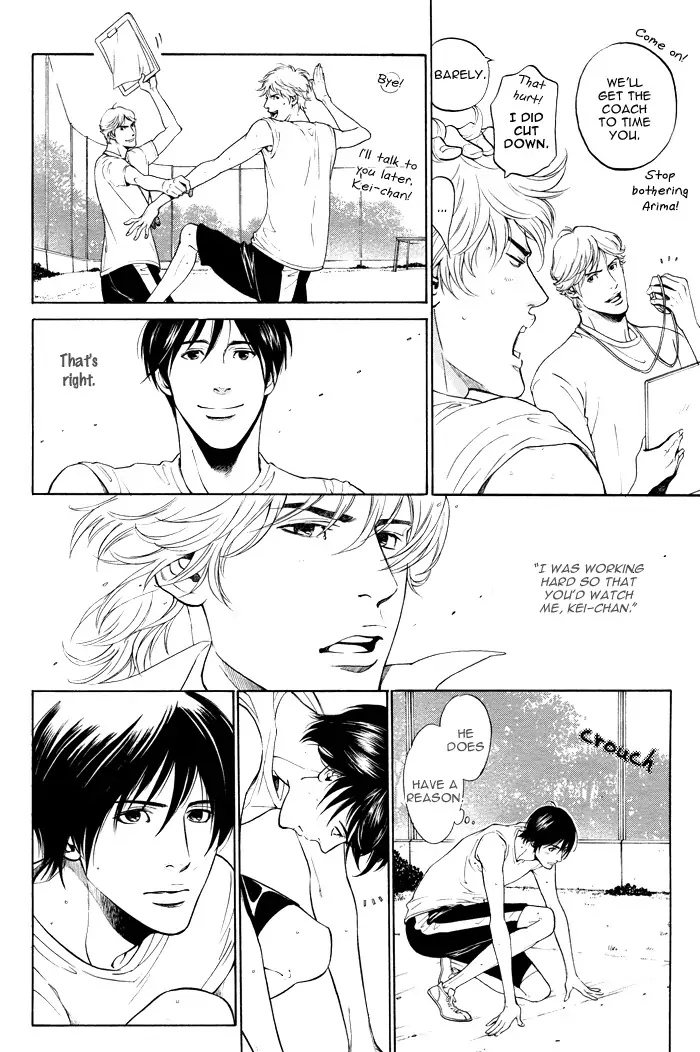 Come on!
WE'LL
GET THE
COACH
TO TIME
YOU.
Stop
bothering
Arima!
That
hurt!
I DID
CUT
DOWN.
BARELY.
...
Bye!
I'll talk to
you later,
Kei-chan!
That's
right.
"I WAS WORKING
HARD SO THAT
YOU'D WATCH
ME, KEI-CHAN."
HE
DOES
HAVE A
REASON.
crouch